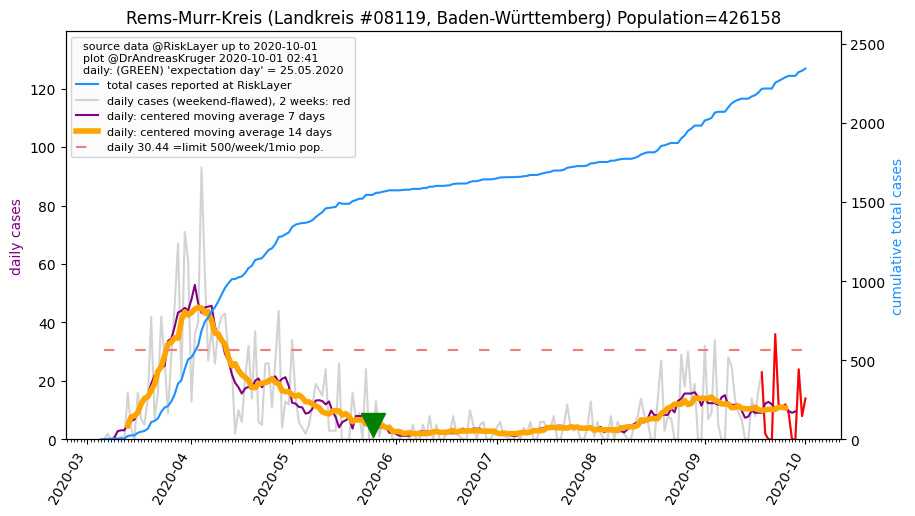 Rems-Murr-Kreis (Landkreis #08119, Baden-Württemberg) Population=426158
source data @RiskLayer up to 2020-10-01
plot @DrAndreasKruger 2020-10-01 02:41
daily: (GREEN) 'expectation day' = 25.05.2020
total cases reported at RiskLayer
daily cases (weekend-flawed), 2 weeks: red
daily: centered moving average 7 days
daily: centered moving average 14 days
daily 30.44 =limit 500/week/1mio pop.
daily cases
120
100
80
60
40
20
0
cumulative total cases
2500
2000
1500
1000
500
0
2020-03
2020-04
2020-05
2020-06
2020-07
2020-08
2020-09
2020-10